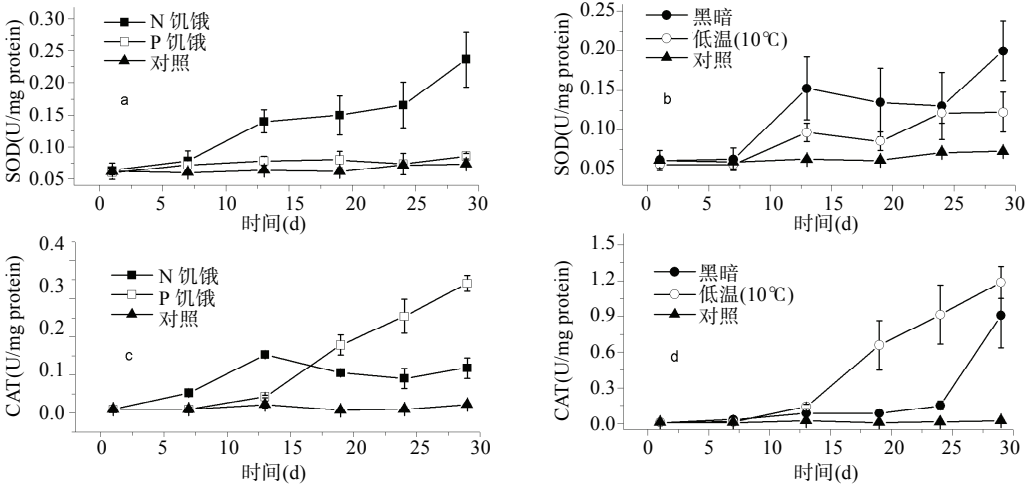 SOD(U/mg protein)
0.30
0.25
0.20
0.15
0.10
0.05
N 饥饿
P 饥饿
对照
a
0 5 10 15 20 25 30
时间(d)
SOD(U/mg protein)
0.25
0.20
0.15
0.10
0.05
黑暗
低温(10℃)
对照
b
0 5 10 15 20 25 30
时间(d)
CAT(U/mg protein)
0.4
0.3
0.2
0.1
0.0
N 饥饿
P 饥饿
对照
c
0 5 10 15 20 25 30
时间(d)
CAT(U/mg protein)
1.5
1.2
0.9
0.6
0.3
0.0
黑暗
低温(10℃)
对照
d
0 5 10 15 20 25 30
时间(d)